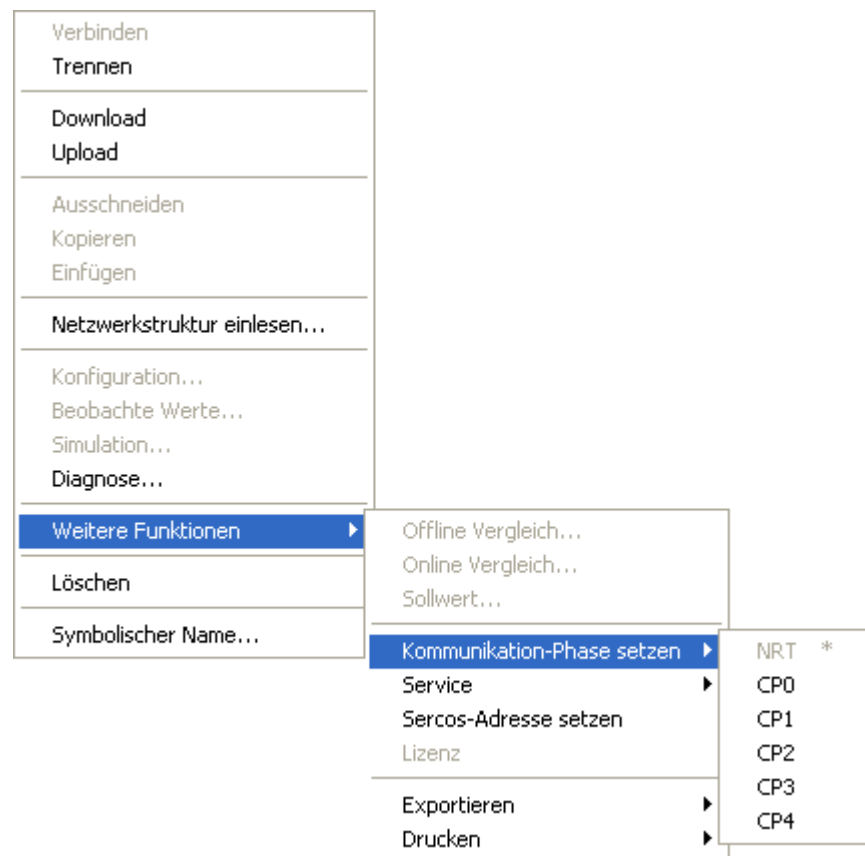 Verbinden
Trennen
Download
Upload
Ausschneiden
Kopieren
Einfügen
Netzwerkstruktur einlesen...
Konfiguration...
Beobachte Werte...
Simulation...
Diagnose...
Weitere Funktionen
Löschen
Symbolischer Name...
Offline Vergleich...
Online Vergleich...
Sollwert...
Kommunikation-Phase setzen
Service
Sercos-Adresse setzen
Lizenz
Exportieren
Drucken
NRT *
CP0
CP1
CP2
CP3
CP4